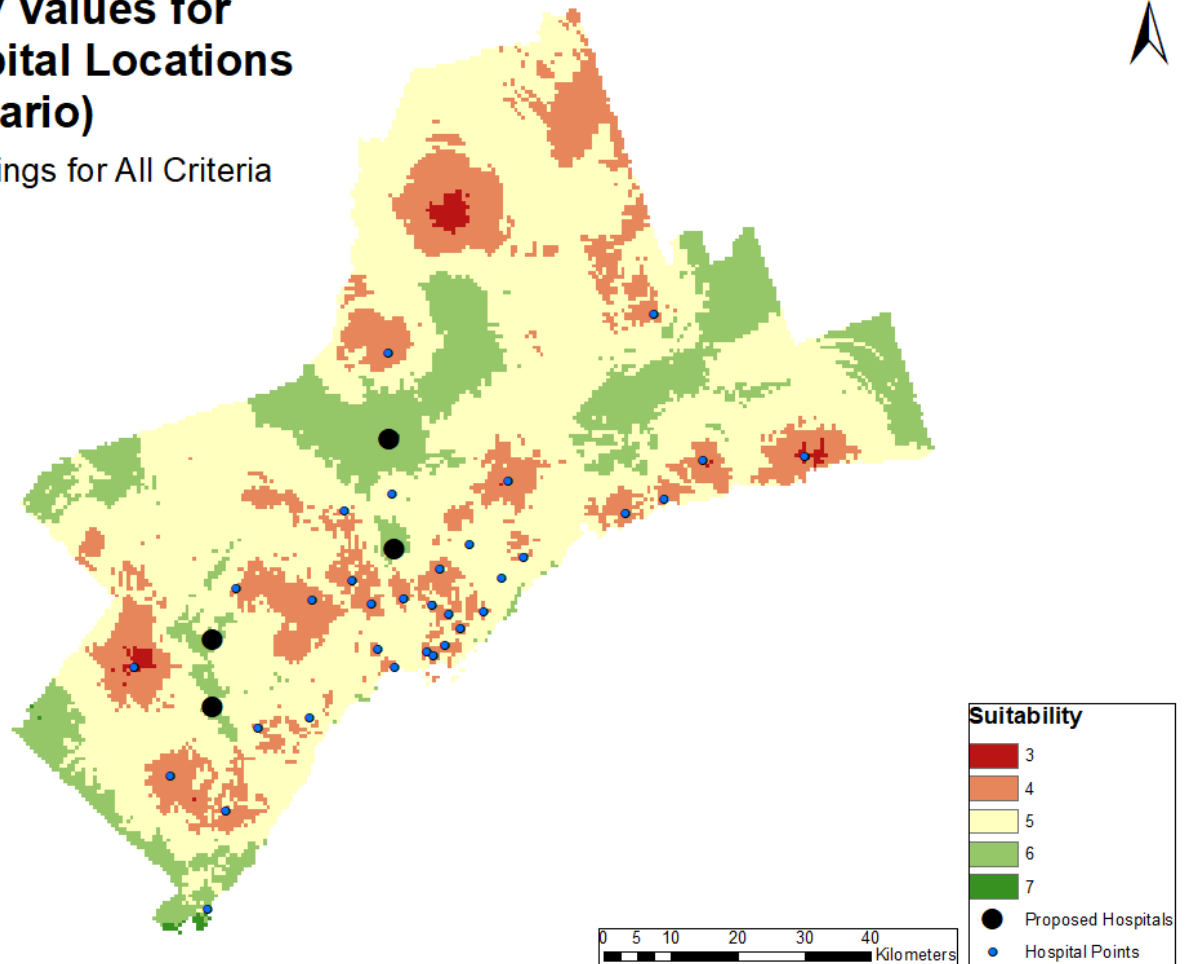 values for
ital Locations
ario)
ings for All Criteria
Suitability
3
4
5
6
7
Proposed Hospitals
Hospital Points
0 5 10 20 30 40
Kilometers